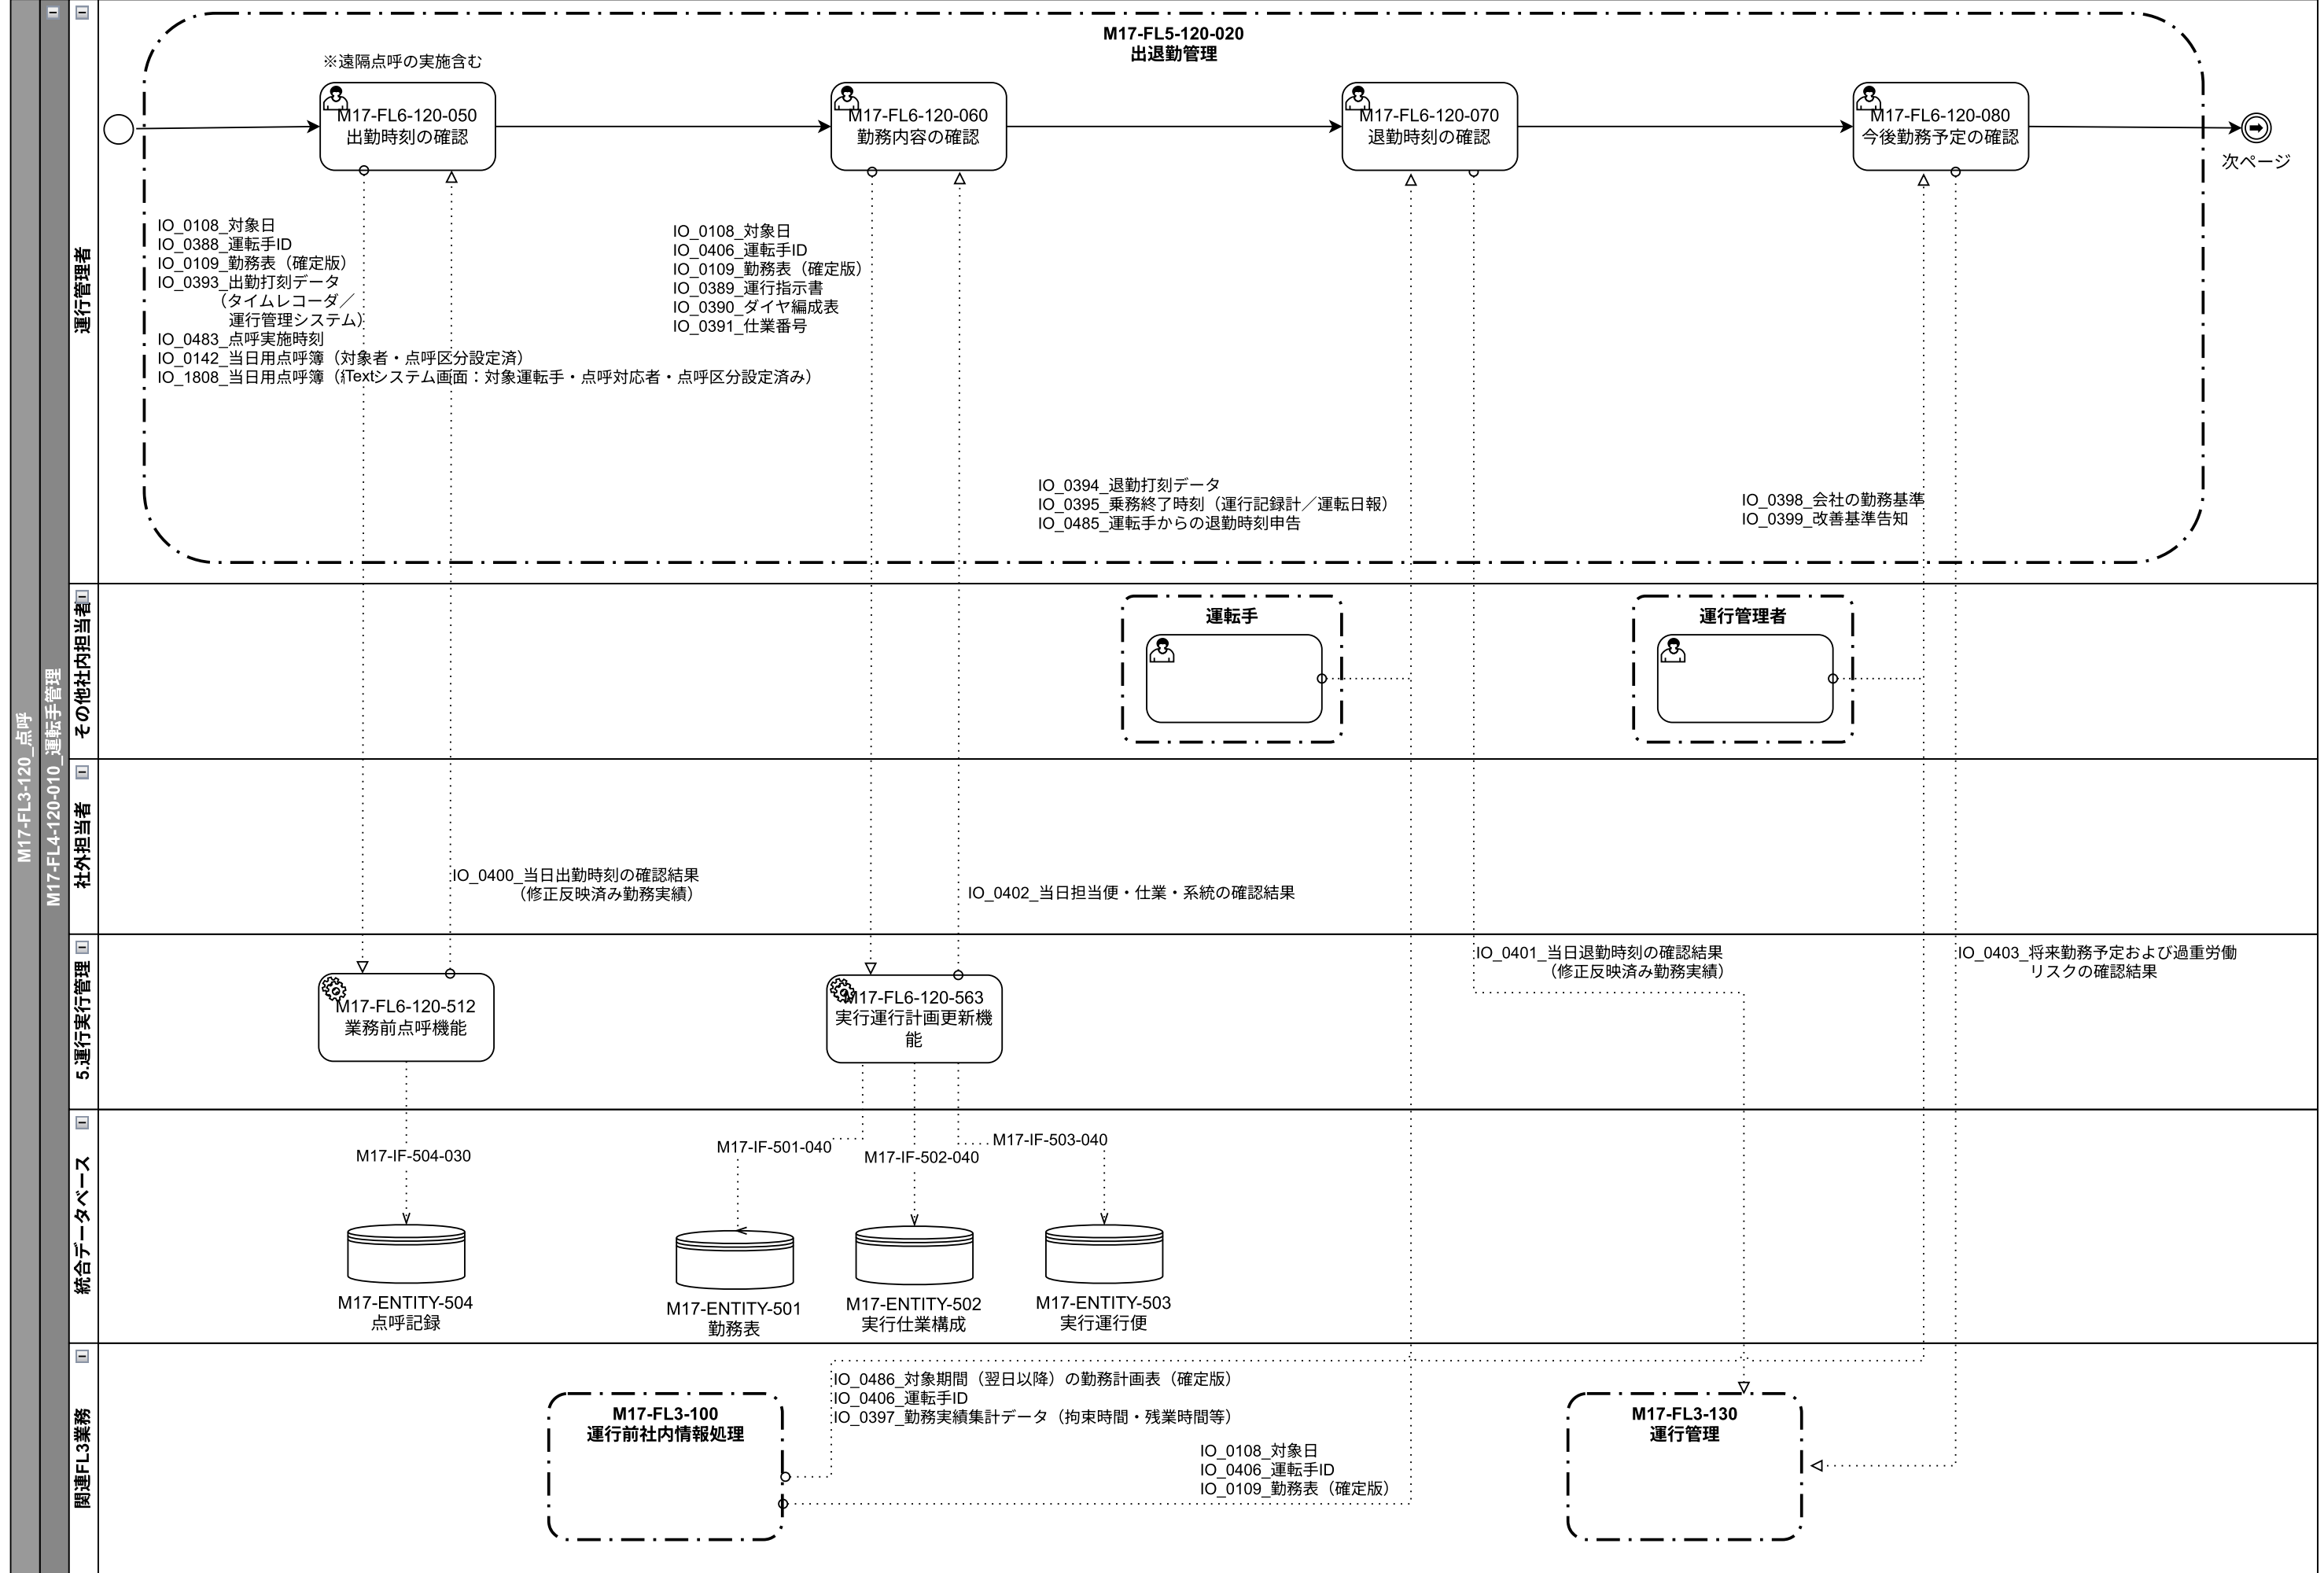 M17-FL3-120_点呼
M17-FL4-120-010_運転手管理
運行管理者
M17-FL5-120-020
出退勤管理
※遠隔点呼の実施含む
M17-FL6-120-050
出勤時刻の確認
M17-FL6-120-060
勤務内容の確認
M17-FL6-120-070
退勤時刻の確認
M17-FL6-120-080
今後勤務予定の確認
次ページ
IO_0108_対象日
IO_0388_運転手ID
IO_0109_勤務表（確定版）
IO_0393_出勤打刻データ
（タイムレコーダ／
運行管理システム）
IO_0483_点呼実施時刻
IO_0142_当日用点呼簿（対象者・点呼区分設定済）
IO_1808_当日用点呼簿（
Text
システム画面：対象運転手・点呼対応者・点呼区分設定済み）
IO_0108_対象日
IO_0406_運転手ID
IO_0109_勤務表（確定版）
IO_0389_運行指示書
IO_0390_ダイヤ編成表
IO_0391_仕業番号
IO_0394_退勤打刻データ
IO_0395_乗務終了時刻（運行記録計／運転日報）
IO_0485_運転手からの退勤時刻申告
IO_0398_会社の勤務基準
IO_0399_改善基準告知
その他社内担当者
運転手
運行管理者
社外担当者
IO_0400_当日出勤時刻の確認結果
（修正反映済み勤務実績）
IO_0402_当日担当便・仕業・系統の確認結果
5.運行実行管理
IO_0401_当日退勤時刻の確認結果
（修正反映済み勤務実績）
IO_0403_将来勤務予定および過重労働
リスクの確認結果
M17-FL6-120-512
業務前点呼機能
M17-FL6-120-563
実行運行計画更新機
能
統合データベース
M17-IF-504-030
M17-IF-501-040
M17-IF-502-040
M17-IF-503-040
M17-ENTITY-504
点呼記録
M17-ENTITY-501
勤務表
M17-ENTITY-502
実行仕業構成
M17-ENTITY-503
実行運行便
関連FL3業務
M17-FL3-100
運行前社内情報処理
IO_0486_対象期間（翌日以降）の勤務計画表（確定版）
IO_0406_運転手ID
IO_0397_勤務実績集計データ（拘束時間・残業時間等）
IO_0108_対象日
IO_0406_運転手ID
IO_0109_勤務表（確定版）
M17-FL3-130
運行管理